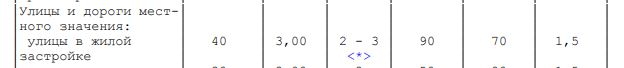 Улицы и дороги мест-
ного значения:
улицы в жилой 40 3,00 2 - 3 90 70 1,5
застройке <*>